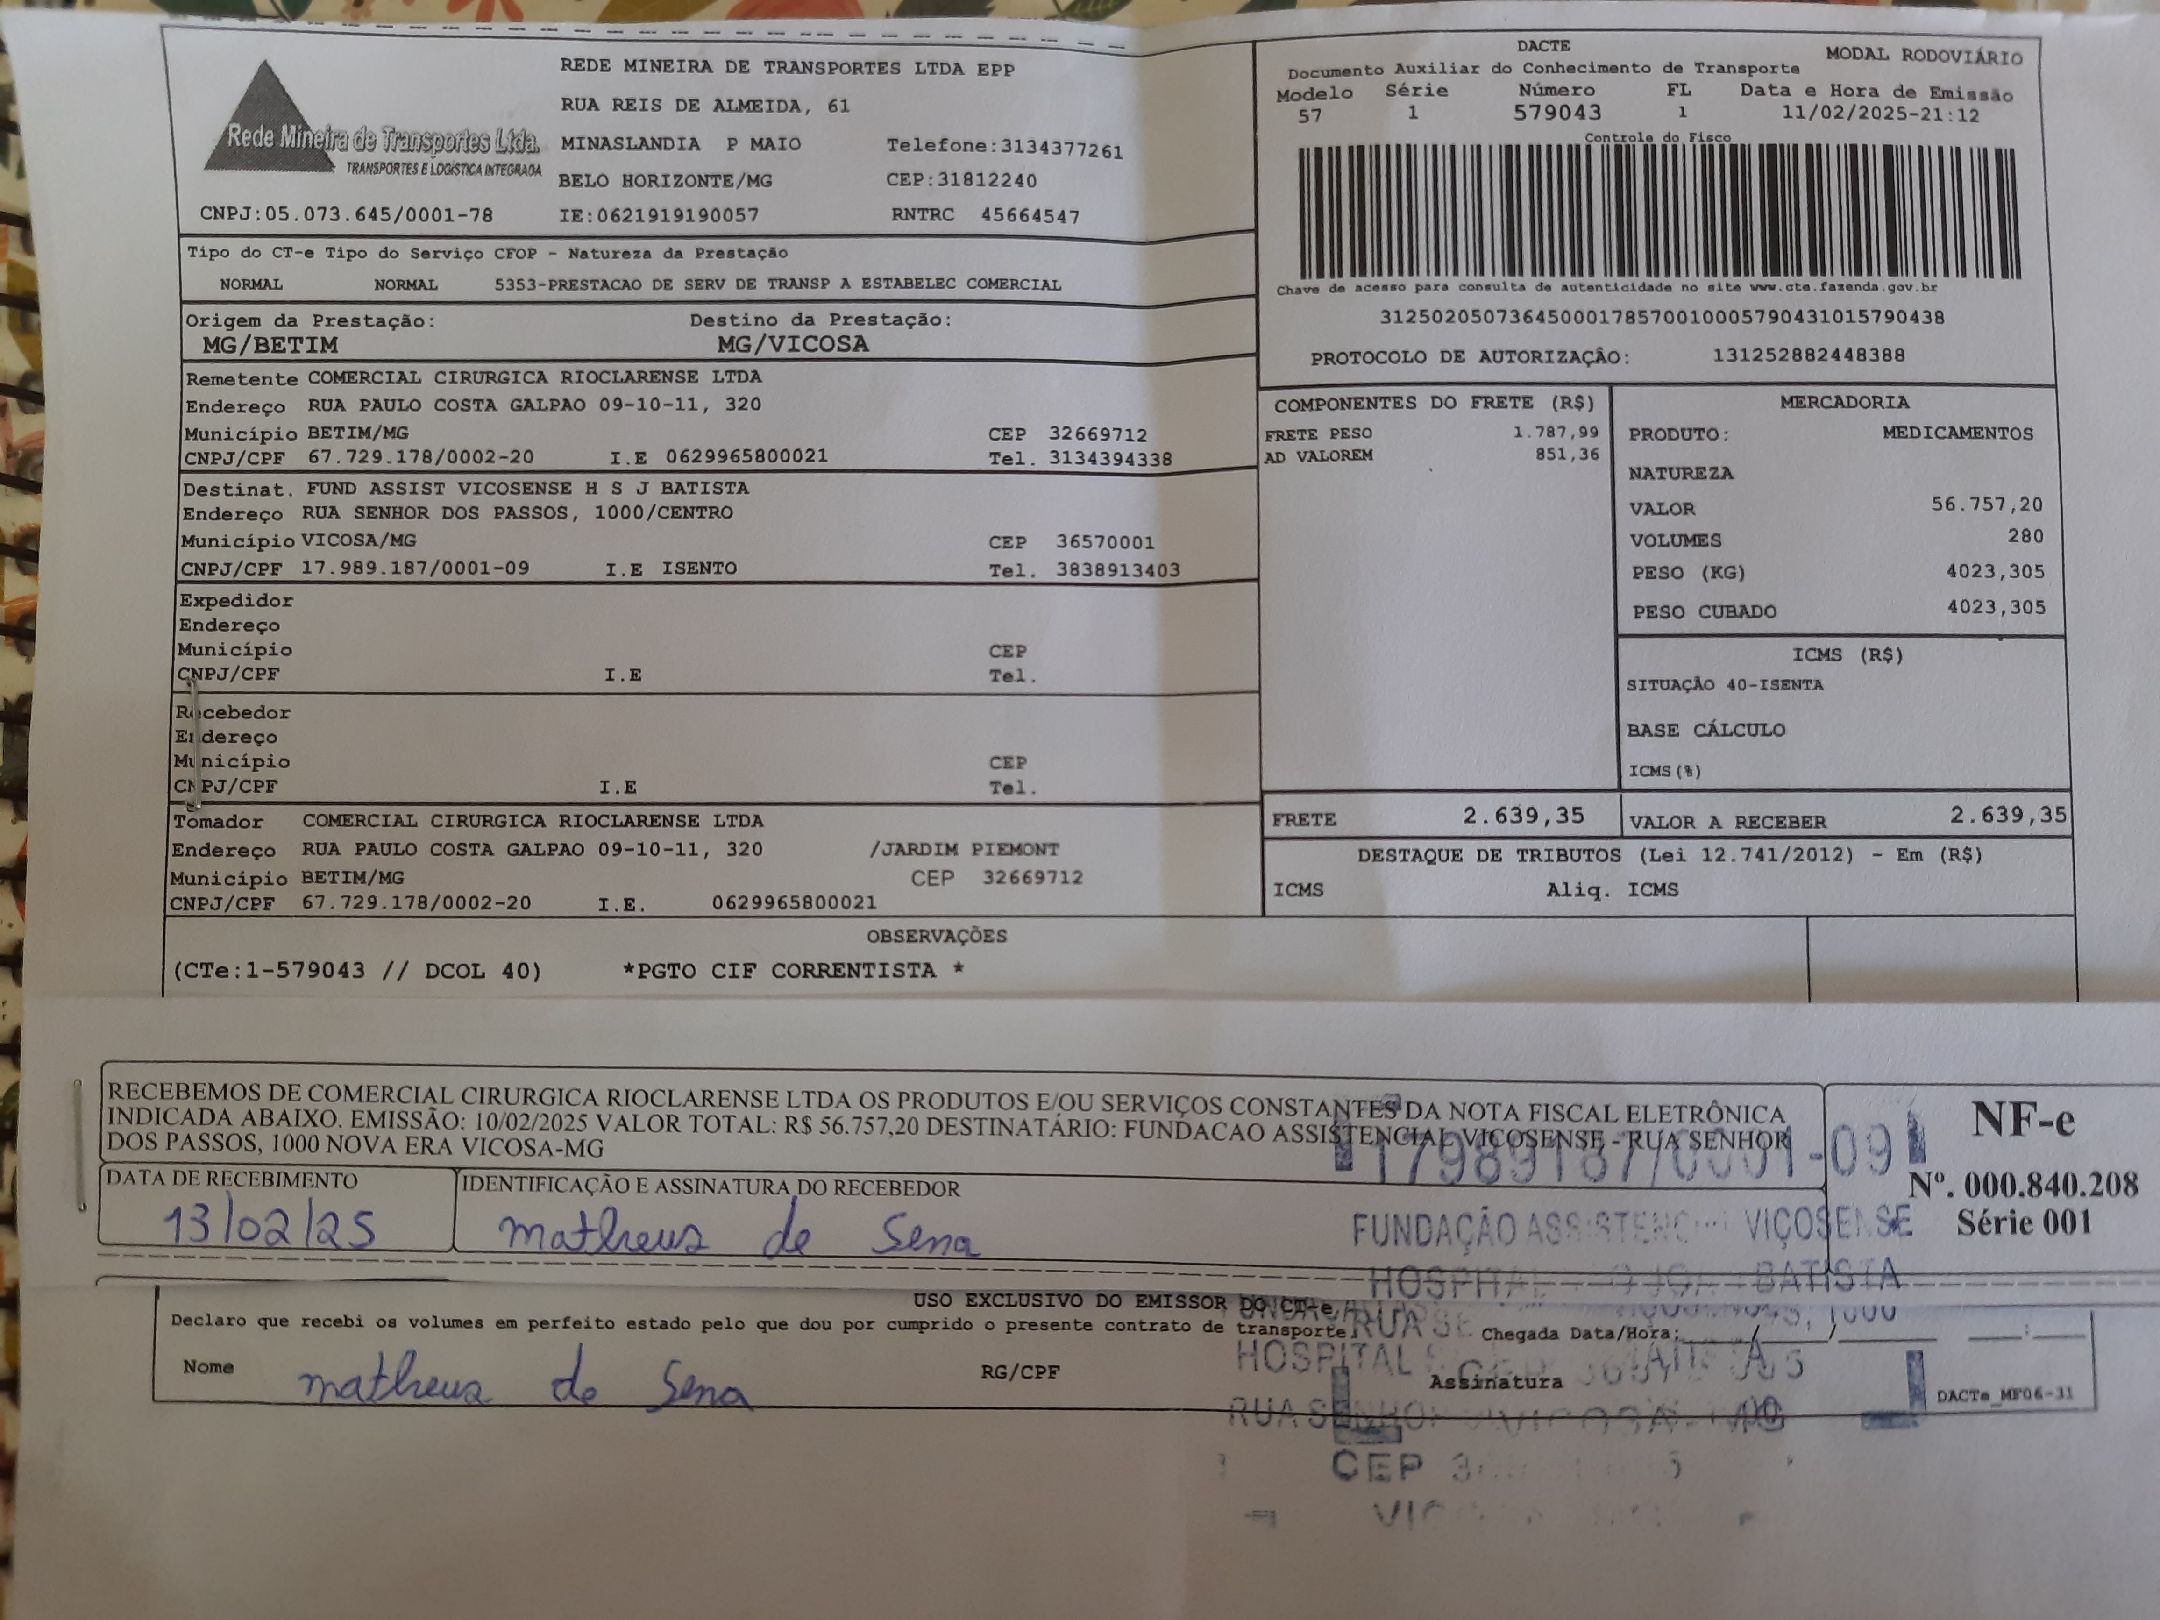 Rede Mineira de Transportes Ltda.
TRANSPORTES E LOGÍSTICA INTEGRADA
REDE MINEIRA DE TRANSPORTES LTDA EPP
RUA REIS DE ALMEIDA, 61
MINASLANDIA P MAIO Telefone:3134377261
BELO HORIZONTE/MG CEP:31812240
CNPJ:05.073.645/0001-78 IE:0621919190057 RNTRC 45664547
DACTE MODAL RODOVIÁRIO
Documento Auxiliar do Conhecimento de Transporte
Modelo Série Número FL Data e Hora de Emissão
57 1 579043 1 11/02/2025-21:12
Controle do Fisco
Chave de acesso para consulta de autenticidade no site www.cte.fazenda.gov.br
31250205073645000178570010005790431015790438
PROTOCOLO DE AUTORIZAÇÃO: 131252882448388
Tipo do CT-e Tipo do Serviço CFOP - Natureza da Prestação
NORMAL NORMAL 5353-PRESTACAO DE SERV DE TRANSP A ESTABELEC COMERCIAL
Origem da Prestação: Destino da Prestação:
MG/BETIM MG/VICOSA
Remetente COMERCIAL CIRURGICA RIOCLARENSE LTDA
Endereço RUA PAULO COSTA GALPAO 09-10-11, 320
Município BETIM/MG CEP 32669712
CNPJ/CPF 67.729.178/0002-20 I.E 0629965800021 Tel. 3134394338
Destinat. FUND ASSIST VICOSENSE H S J BATISTA
Endereço RUA SENHOR DOS PASSOS, 1000/CENTRO
Município VICOSA/MG CEP 36570001
CNPJ/CPF 17.989.187/0001-09 I.E ISENTO Tel. 3838913403
Expedidor
Endereço
Município CEP
CNPJ/CPF I.E Tel.
Recebedor
Endereço
Município CEP
CNPJ/CPF I.E Tel.
Tomador COMERCIAL CIRURGICA RIOCLARENSE LTDA
Endereço RUA PAULO COSTA GALPAO 09-10-11, 320 /JARDIM PIEMONT
Município BETIM/MG CEP 32669712
CNPJ/CPF 67.729.178/0002-20 I.E. 0629965800021
COMPONENTES DO FRETE (R$)
FRETE PESO 1.787,99
AD VALOREM 851,36
MERCADORIA
PRODUTO: MEDICAMENTOS
NATUREZA
VALOR 56.757,20
VOLUMES 280
PESO (KG) 4023,305
PESO CUBADO 4023,305
ICMS (R$)
SITUAÇÃO 40-ISENTA
BASE CÁLCULO
ICMS(%)
FRETE 2.639,35 VALOR A RECEBER 2.639,35
DESTAQUE DE TRIBUTOS (Lei 12.741/2012) - Em (R$)
ICMS Aliq. ICMS
OBSERVAÇÕES
(CTe:1-579043 // DCOL 40) *PGTO CIF CORRENTISTA *
RECEBEMOS DE COMERCIAL CIRURGICA RIOCLARENSE LTDA OS PRODUTOS E/OU SERVIÇOS CONSTANTES DA NOTA FISCAL ELETRÔNICA
INDICADA ABAIXO. EMISSÃO: 10/02/2025 VALOR TOTAL: R$ 56.757,20 DESTINATÁRIO: FUNDACAO ASSISTENCIAL VICOSENSE - RUA SENHOR
DOS PASSOS, 1000 NOVA ERA VICOSA-MG
NF-e
Nº. 000.840.208
Série 001
DATA DE RECEBIMENTO IDENTIFICAÇÃO E ASSINATURA DO RECEBEDOR
13/02/25 matheus de Sena
17989187/0001-09
FUNDAÇÃO ASSISTENCIAL VIÇOSENSE
HOSPITAL BATISTA
USO EXCLUSIVO DO EMISSOR DO CT-e
Declaro que recebi os volumes em perfeito estado pelo que dou por cumprido o presente contrato de transporte. Chegada Data/Hora: / / :
Nome matheus de Sena RG/CPF Assinatura
DACTe_MF06-31
HOSPITAL
RUA
CEP